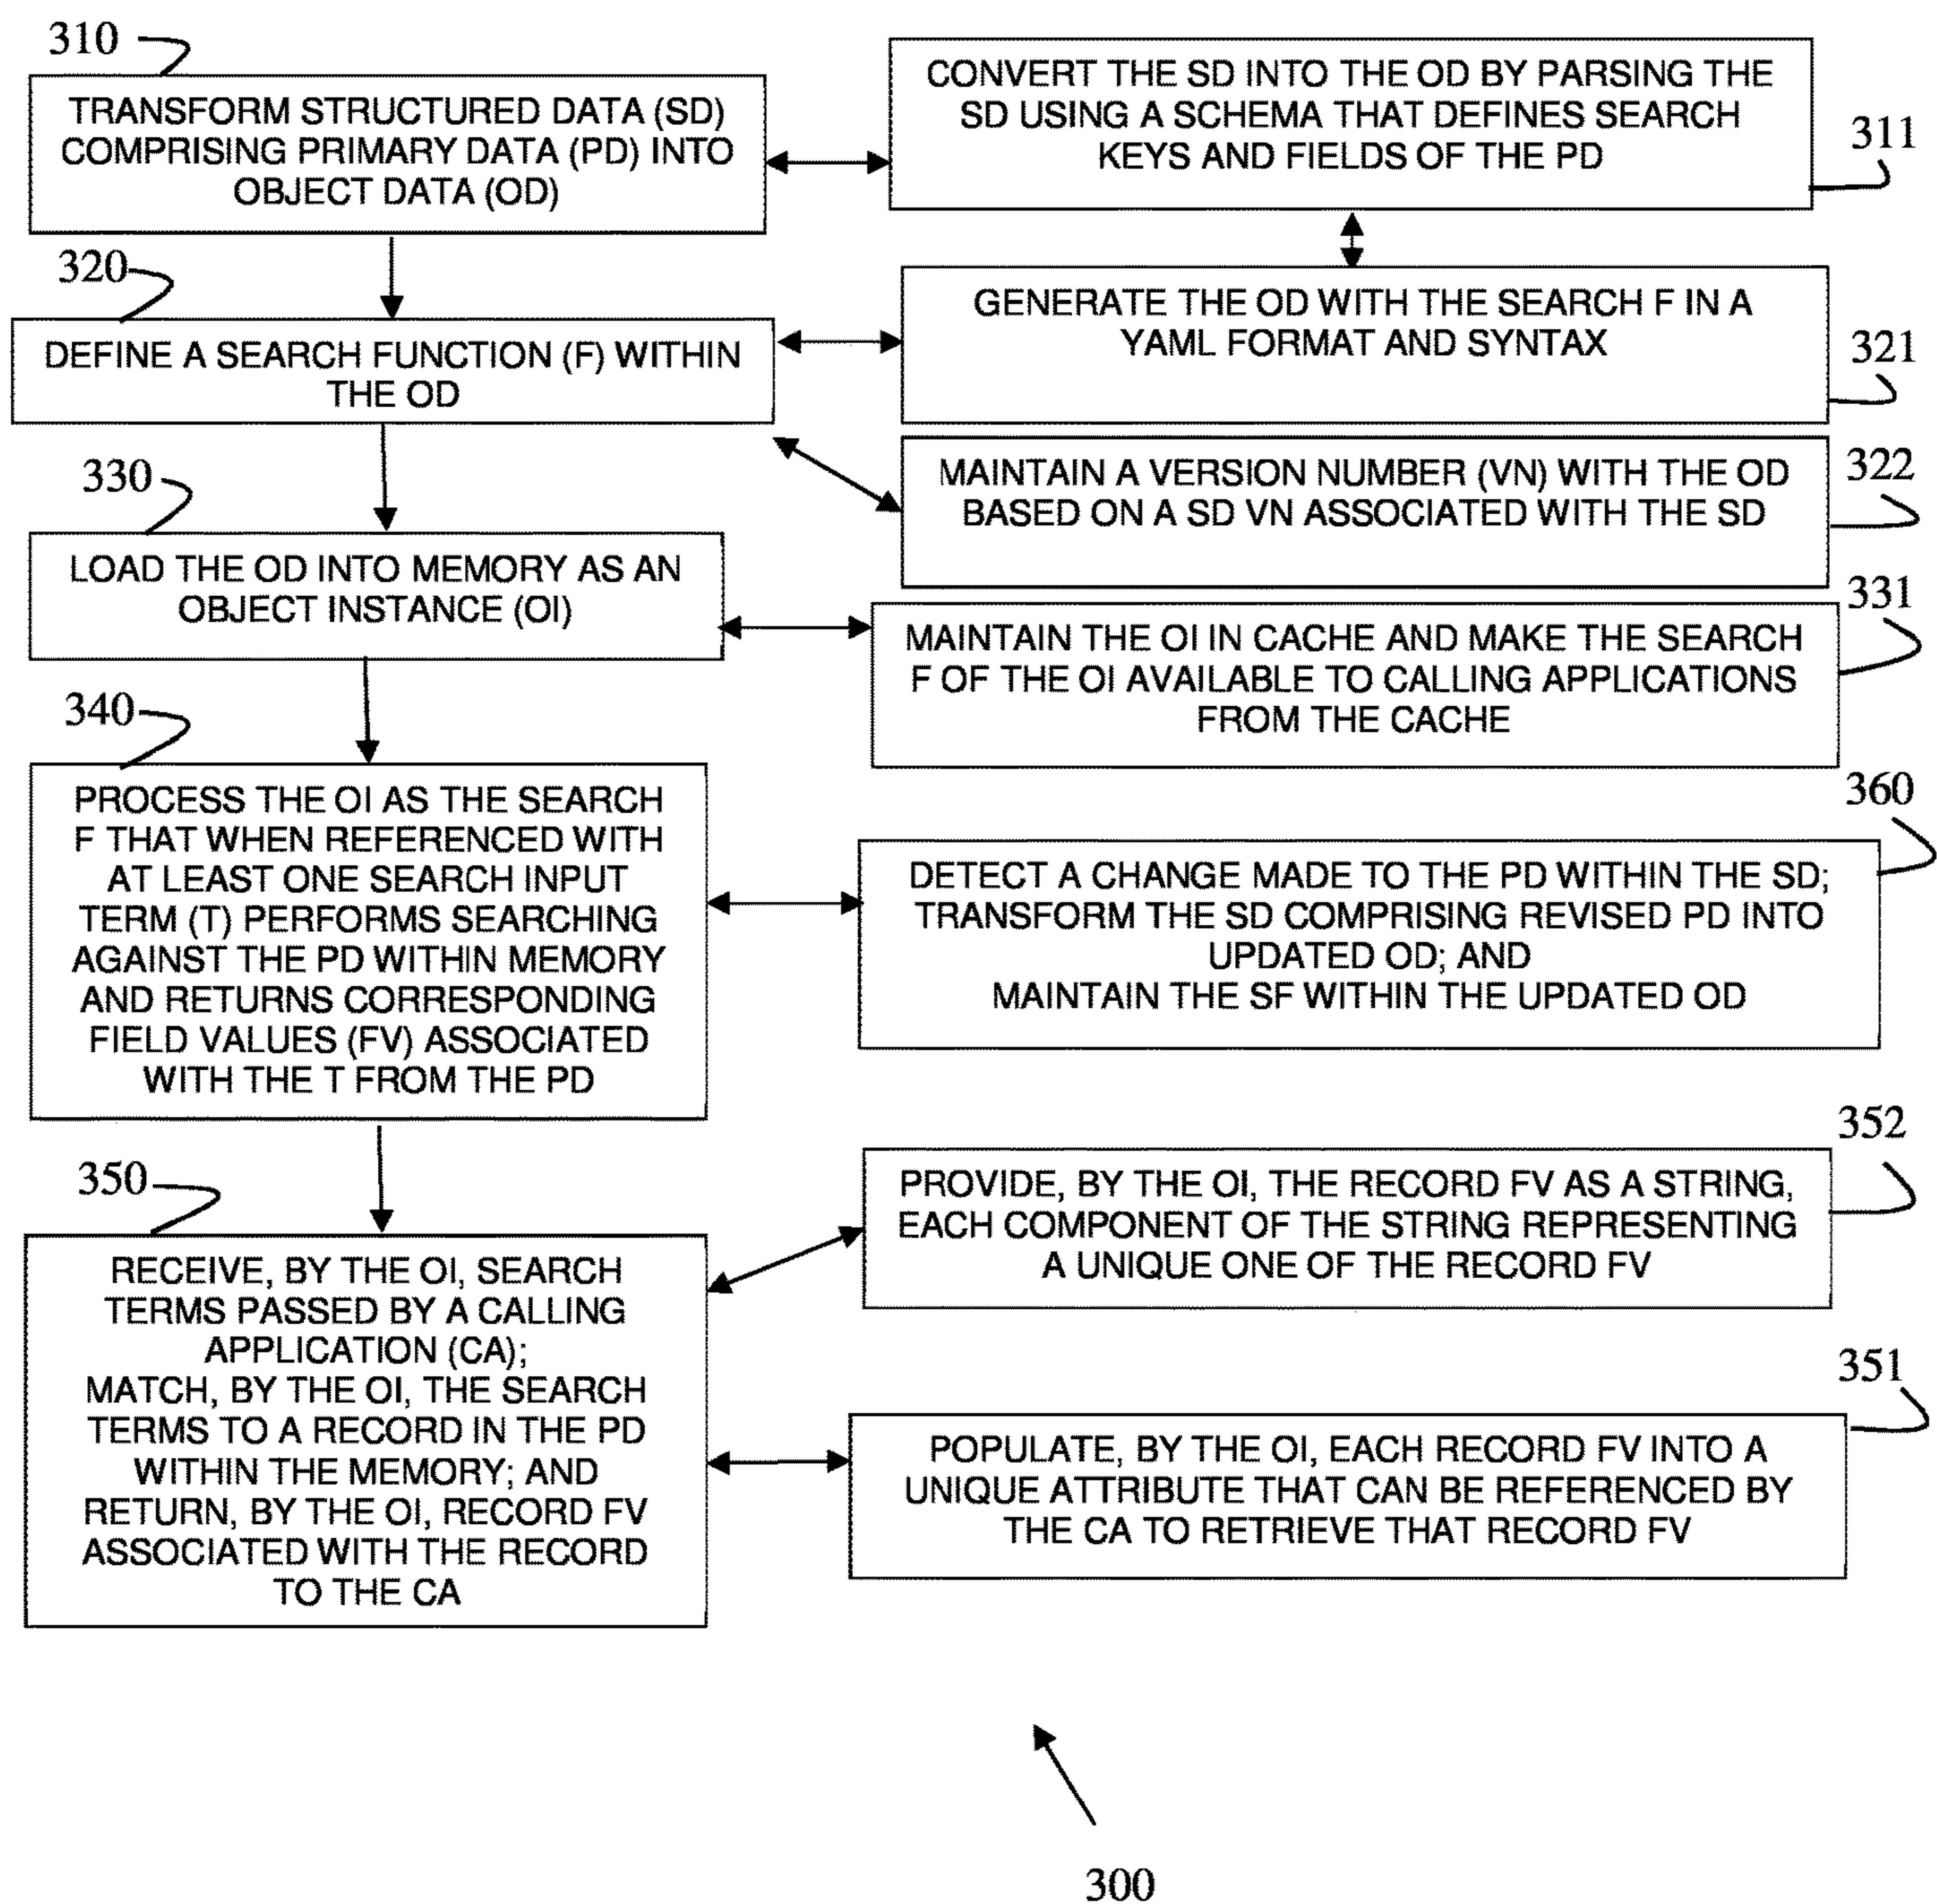 310
TRANSFORM STRUCTURED DATA (SD)
COMPRISING PRIMARY DATA (PD) INTO
OBJECT DATA (OD)
CONVERT THE SD INTO THE OD BY PARSING THE
SD USING A SCHEMA THAT DEFINES SEARCH
KEYS AND FIELDS OF THE PD
311
320
DEFINE A SEARCH FUNCTION (F) WITHIN
THE OD
GENERATE THE OD WITH THE SEARCH F IN A
YAML FORMAT AND SYNTAX
321
MAINTAIN A VERSION NUMBER (VN) WITH THE OD
BASED ON A SD VN ASSOCIATED WITH THE SD
322
330
LOAD THE OD INTO MEMORY AS AN
OBJECT INSTANCE (OI)
331
MAINTAIN THE OI IN CACHE AND MAKE THE SEARCH
F OF THE OI AVAILABLE TO CALLING APPLICATIONS
FROM THE CACHE
340
PROCESS THE OI AS THE SEARCH
F THAT WHEN REFERENCED WITH
AT LEAST ONE SEARCH INPUT
TERM (T) PERFORMS SEARCHING
AGAINST THE PD WITHIN MEMORY
AND RETURNS CORRESPONDING
FIELD VALUES (FV) ASSOCIATED
WITH THE T FROM THE PD
360
DETECT A CHANGE MADE TO THE PD WITHIN THE SD;
TRANSFORM THE SD COMPRISING REVISED PD INTO
UPDATED OD; AND
MAINTAIN THE SF WITHIN THE UPDATED OD
350
RECEIVE, BY THE OI, SEARCH
TERMS PASSED BY A CALLING
APPLICATION (CA);
MATCH, BY THE OI, THE SEARCH
TERMS TO A RECORD IN THE PD
WITHIN THE MEMORY; AND
RETURN, BY THE OI, RECORD FV
ASSOCIATED WITH THE RECORD
TO THE CA
352
PROVIDE, BY THE OI, THE RECORD FV AS A STRING,
EACH COMPONENT OF THE STRING REPRESENTING
A UNIQUE ONE OF THE RECORD FV
351
POPULATE, BY THE OI, EACH RECORD FV INTO A
UNIQUE ATTRIBUTE THAT CAN BE REFERENCED BY
THE CA TO RETRIEVE THAT RECORD FV
300